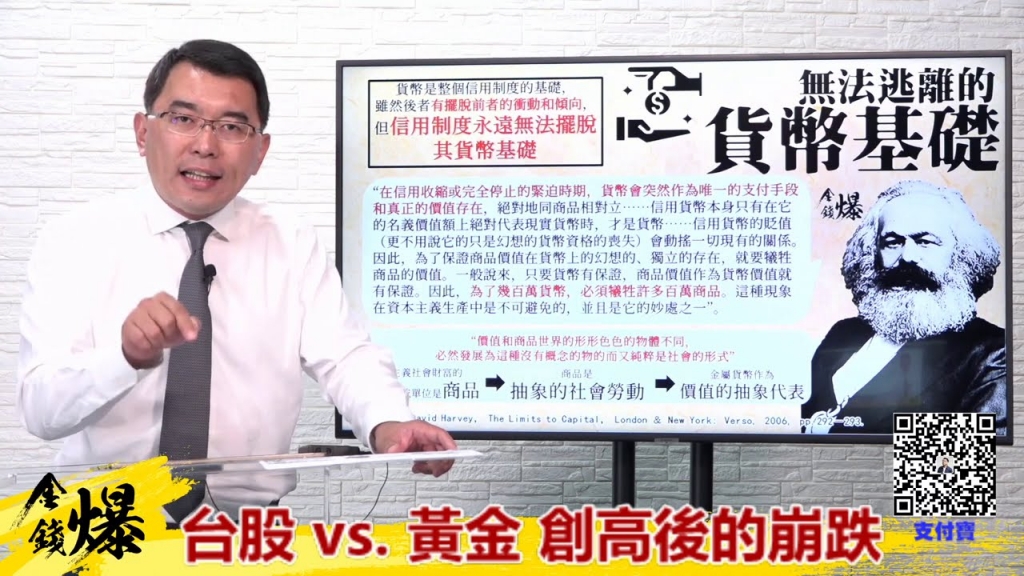 無法逃離的
貨幣基礎
貨幣是整個信用制度的基礎,
雖然後者有擺脫前者的衝動和傾向,
但信用制度永遠無法擺脫
其貨幣基礎
“在信用收縮或完全停止的緊迫時期, 貨幣會突然作為唯一的支付手段
和真正的價值存在, 絕對地同商品相對立……信用貨幣本身只有在它
的名義價值額上絕對代表現實貨幣時, 才是貨幣……信用貨幣的貶值
(更不用說它的只是幻想的貨幣資格的喪失) 會動搖一切現有的關係。
因此, 為了保證商品價值在貨幣上的幻想的、獨立的存在, 就要犧牲
商品的價值。一般說來, 只要貨幣有保證, 商品價值作為貨幣價值就
有保證。因此, 為了幾百萬貨幣, 必須犧牲許多百萬商品。這種現象
在資本主義生產中是不可避免的, 並且是它的妙處之一”。
金錢爆
“價值和商品世界的形形色色的物體不同,
必然發展為這種沒有概念的物的而又純粹是社會的形式”
義社會財富的 商品是 金屬貨幣作為
單位是商品 抽象的社會勞動 價值的抽象代表
avid Harvey, The Limits to Capital, London & New York: Verso, 2006, pp.292-293.
支付寶
金錢爆
台股 vs. 黃金 創高後的崩跌